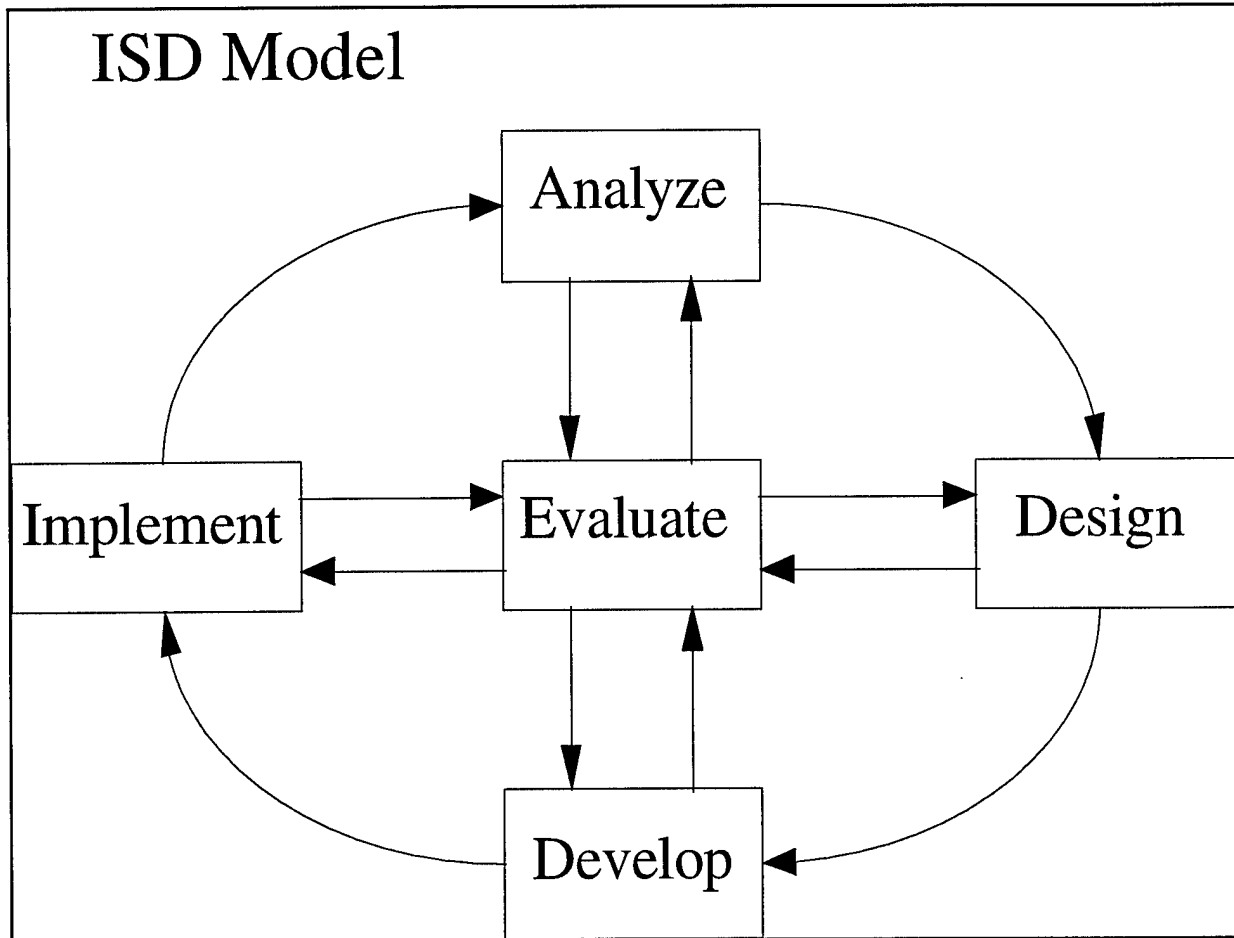 ISD Model
Analyze
Implement
Evaluate
Design
Develop